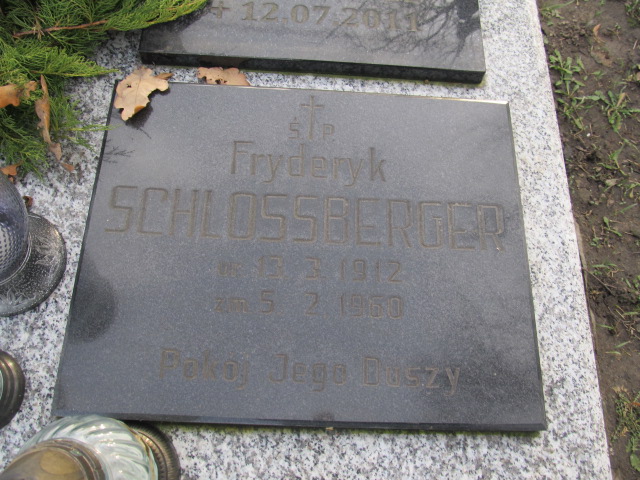 + 12.07.2011
Ś P
Fryderyk
SCHLOSSBERGER
ur. 13 3 1912
zm 5 2 1960
Pokój Jego Duszy